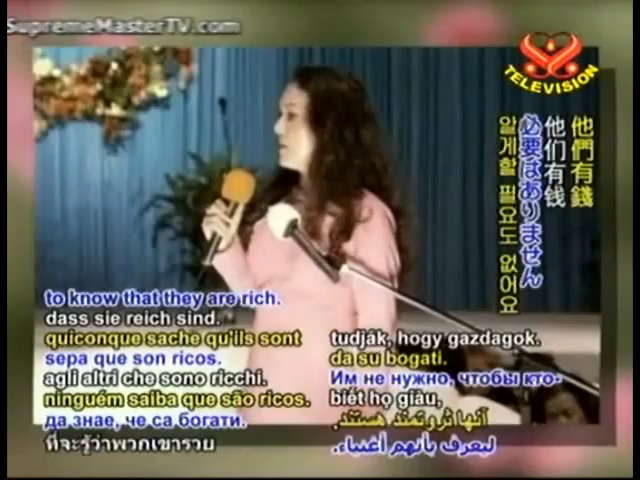 SupremeMasterTV.com
TELEVISION
他們有錢
他们有钱
必要はありません
알게할 필요도 없어요
to know that they are rich.
dass sie reich sind.
quiconque sache qu'ils sont
sepa que son ricos.
agli altri che sono ricchi.
ninguém saiba que são ricos.
да знае, че са богати.
ที่จะรู้ว่าพวกเขารวย
tudják, hogy gazdagok.
da su bogati.
Им не нужно, чтобы кто-
biết họ giàu,
آنها ثروتمند هستند.
ليعرف بأنهم أغنياء.